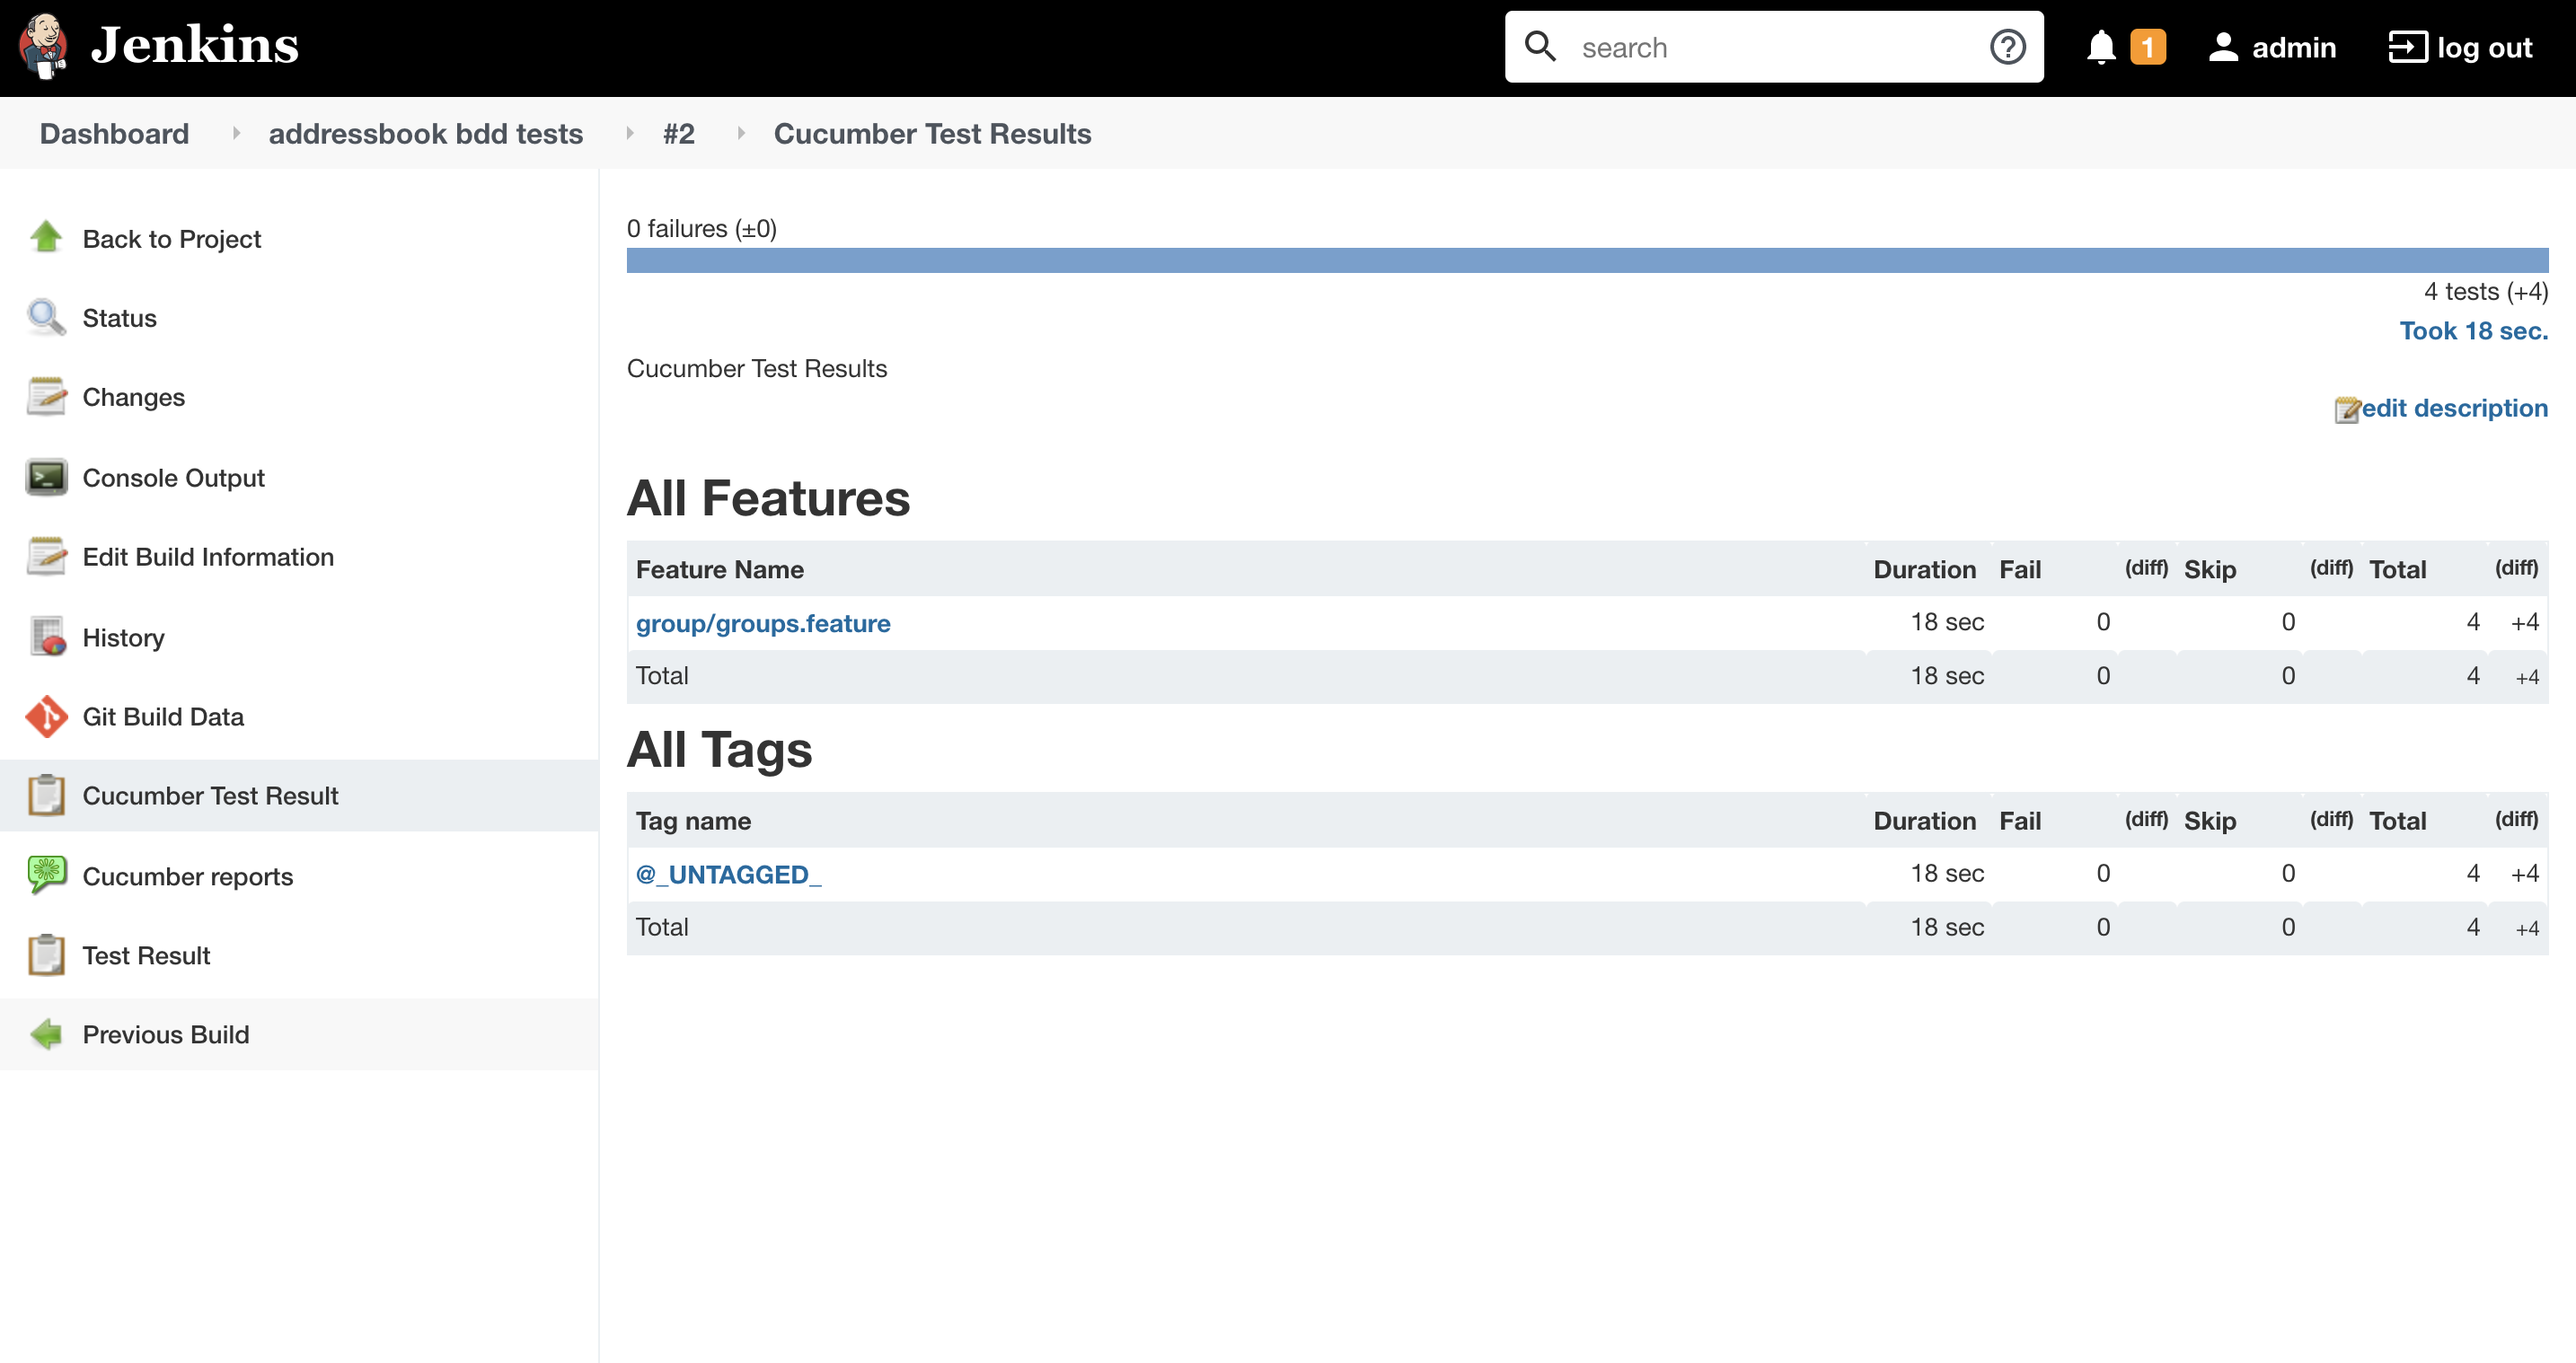 Jenkins
search
1
admin
log out
Dashboard
addressbook bdd tests
#2
Cucumber Test Results
Back to Project
Status
Changes
Console Output
Edit Build Information
History
Git Build Data
Cucumber Test Result
Cucumber reports
Test Result
Previous Build
0 failures (±0)
4 tests (+4)
Took 18 sec.
Cucumber Test Results
edit description
All Features
Feature Name Duration Fail (diff) Skip (diff) Total (diff)
group/groups.feature 18 sec 0 0 4 +4
Total 18 sec 0 0 4 +4
All Tags
Tag name Duration Fail (diff) Skip (diff) Total (diff)
@_UNTAGGED_ 18 sec 0 0 4 +4
Total 18 sec 0 0 4 +4